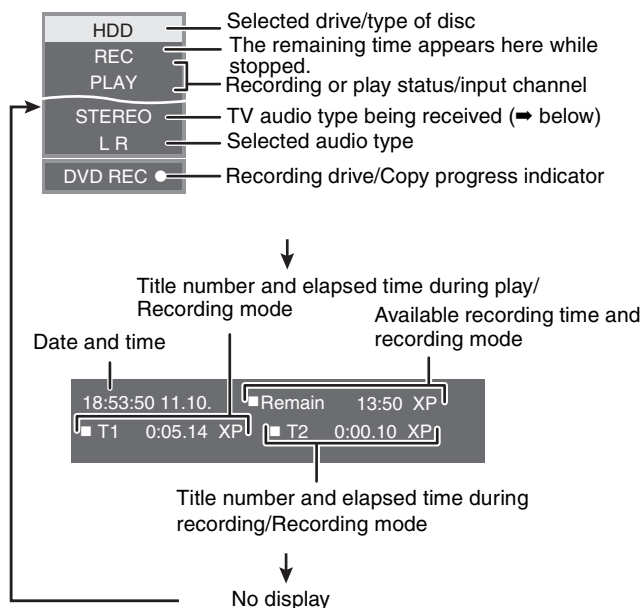 HDD
Selected drive/type of disc
REC
The remaining time appears here while
stopped.
PLAY
Recording or play status/input channel
STEREO
TV audio type being received (➡ below)
L R
Selected audio type
DVD REC ●
Recording drive/Copy progress indicator
Title number and elapsed time during play/
Recording mode
Available recording time and
recording mode
Date and time
18:53:50 11.10.
■Remain 13:50 XP
■ T1 0:05.14 XP
■ T2 0:00.10 XP
Title number and elapsed time during
recording/Recording mode
No display